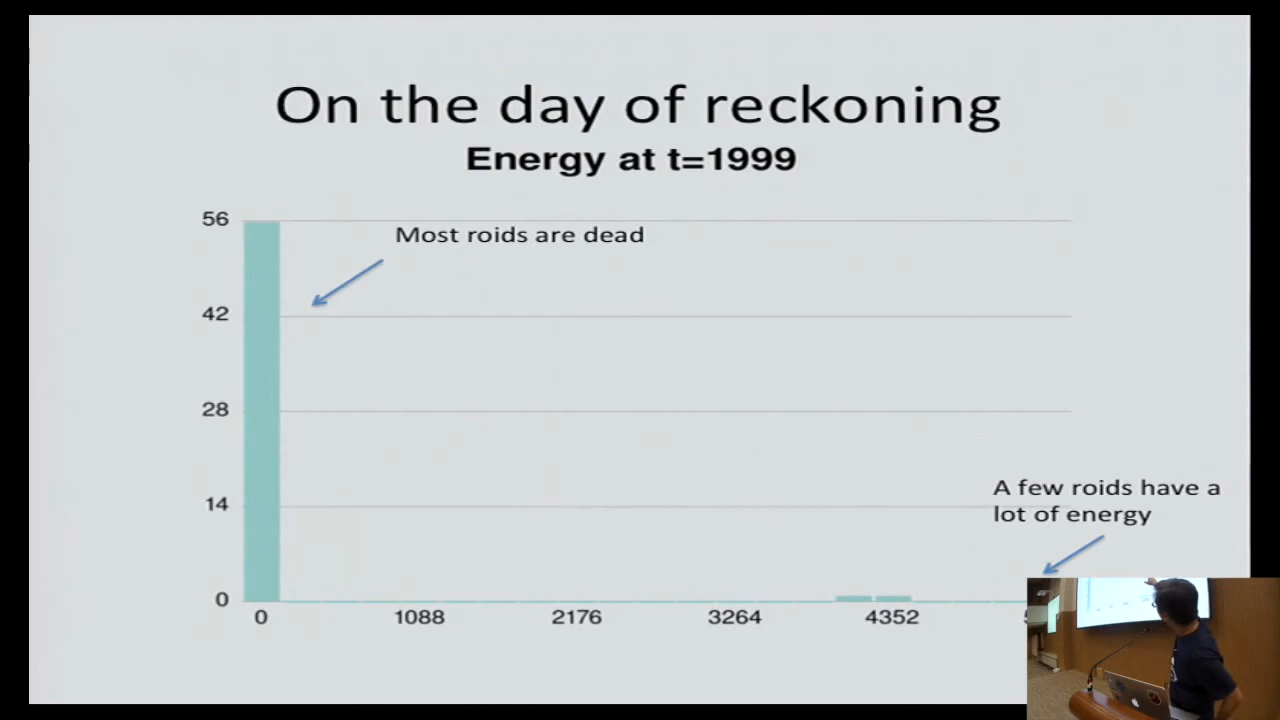 On the day of reckoning
Energy at t=1999
56
Most roids are dead
42
28
14
A few roids have a
lot of energy
0
0 1088 2176 3264 4352